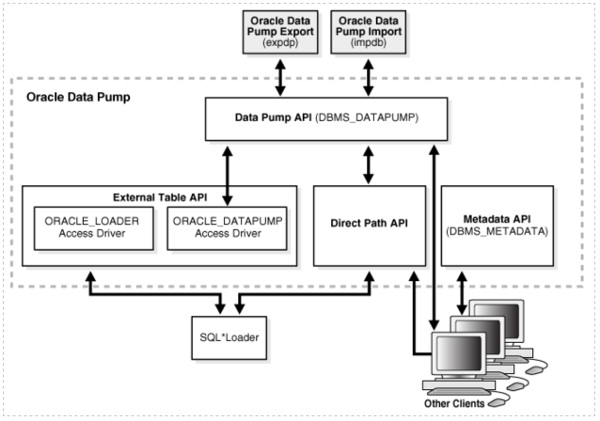 Oracle Data
Pump Export
(expdp)
Oracle Data
Pump Import
(impdb)
Oracle Data Pump
Data Pump API (DBMS_DATAPUMP)
External Table API
ORACLE_LOADER
Access Driver
ORACLE_DATAPUMP
Access Driver
Direct Path API
Metadata API
(DBMS_METADATA)
SQL*Loader
Other Clients